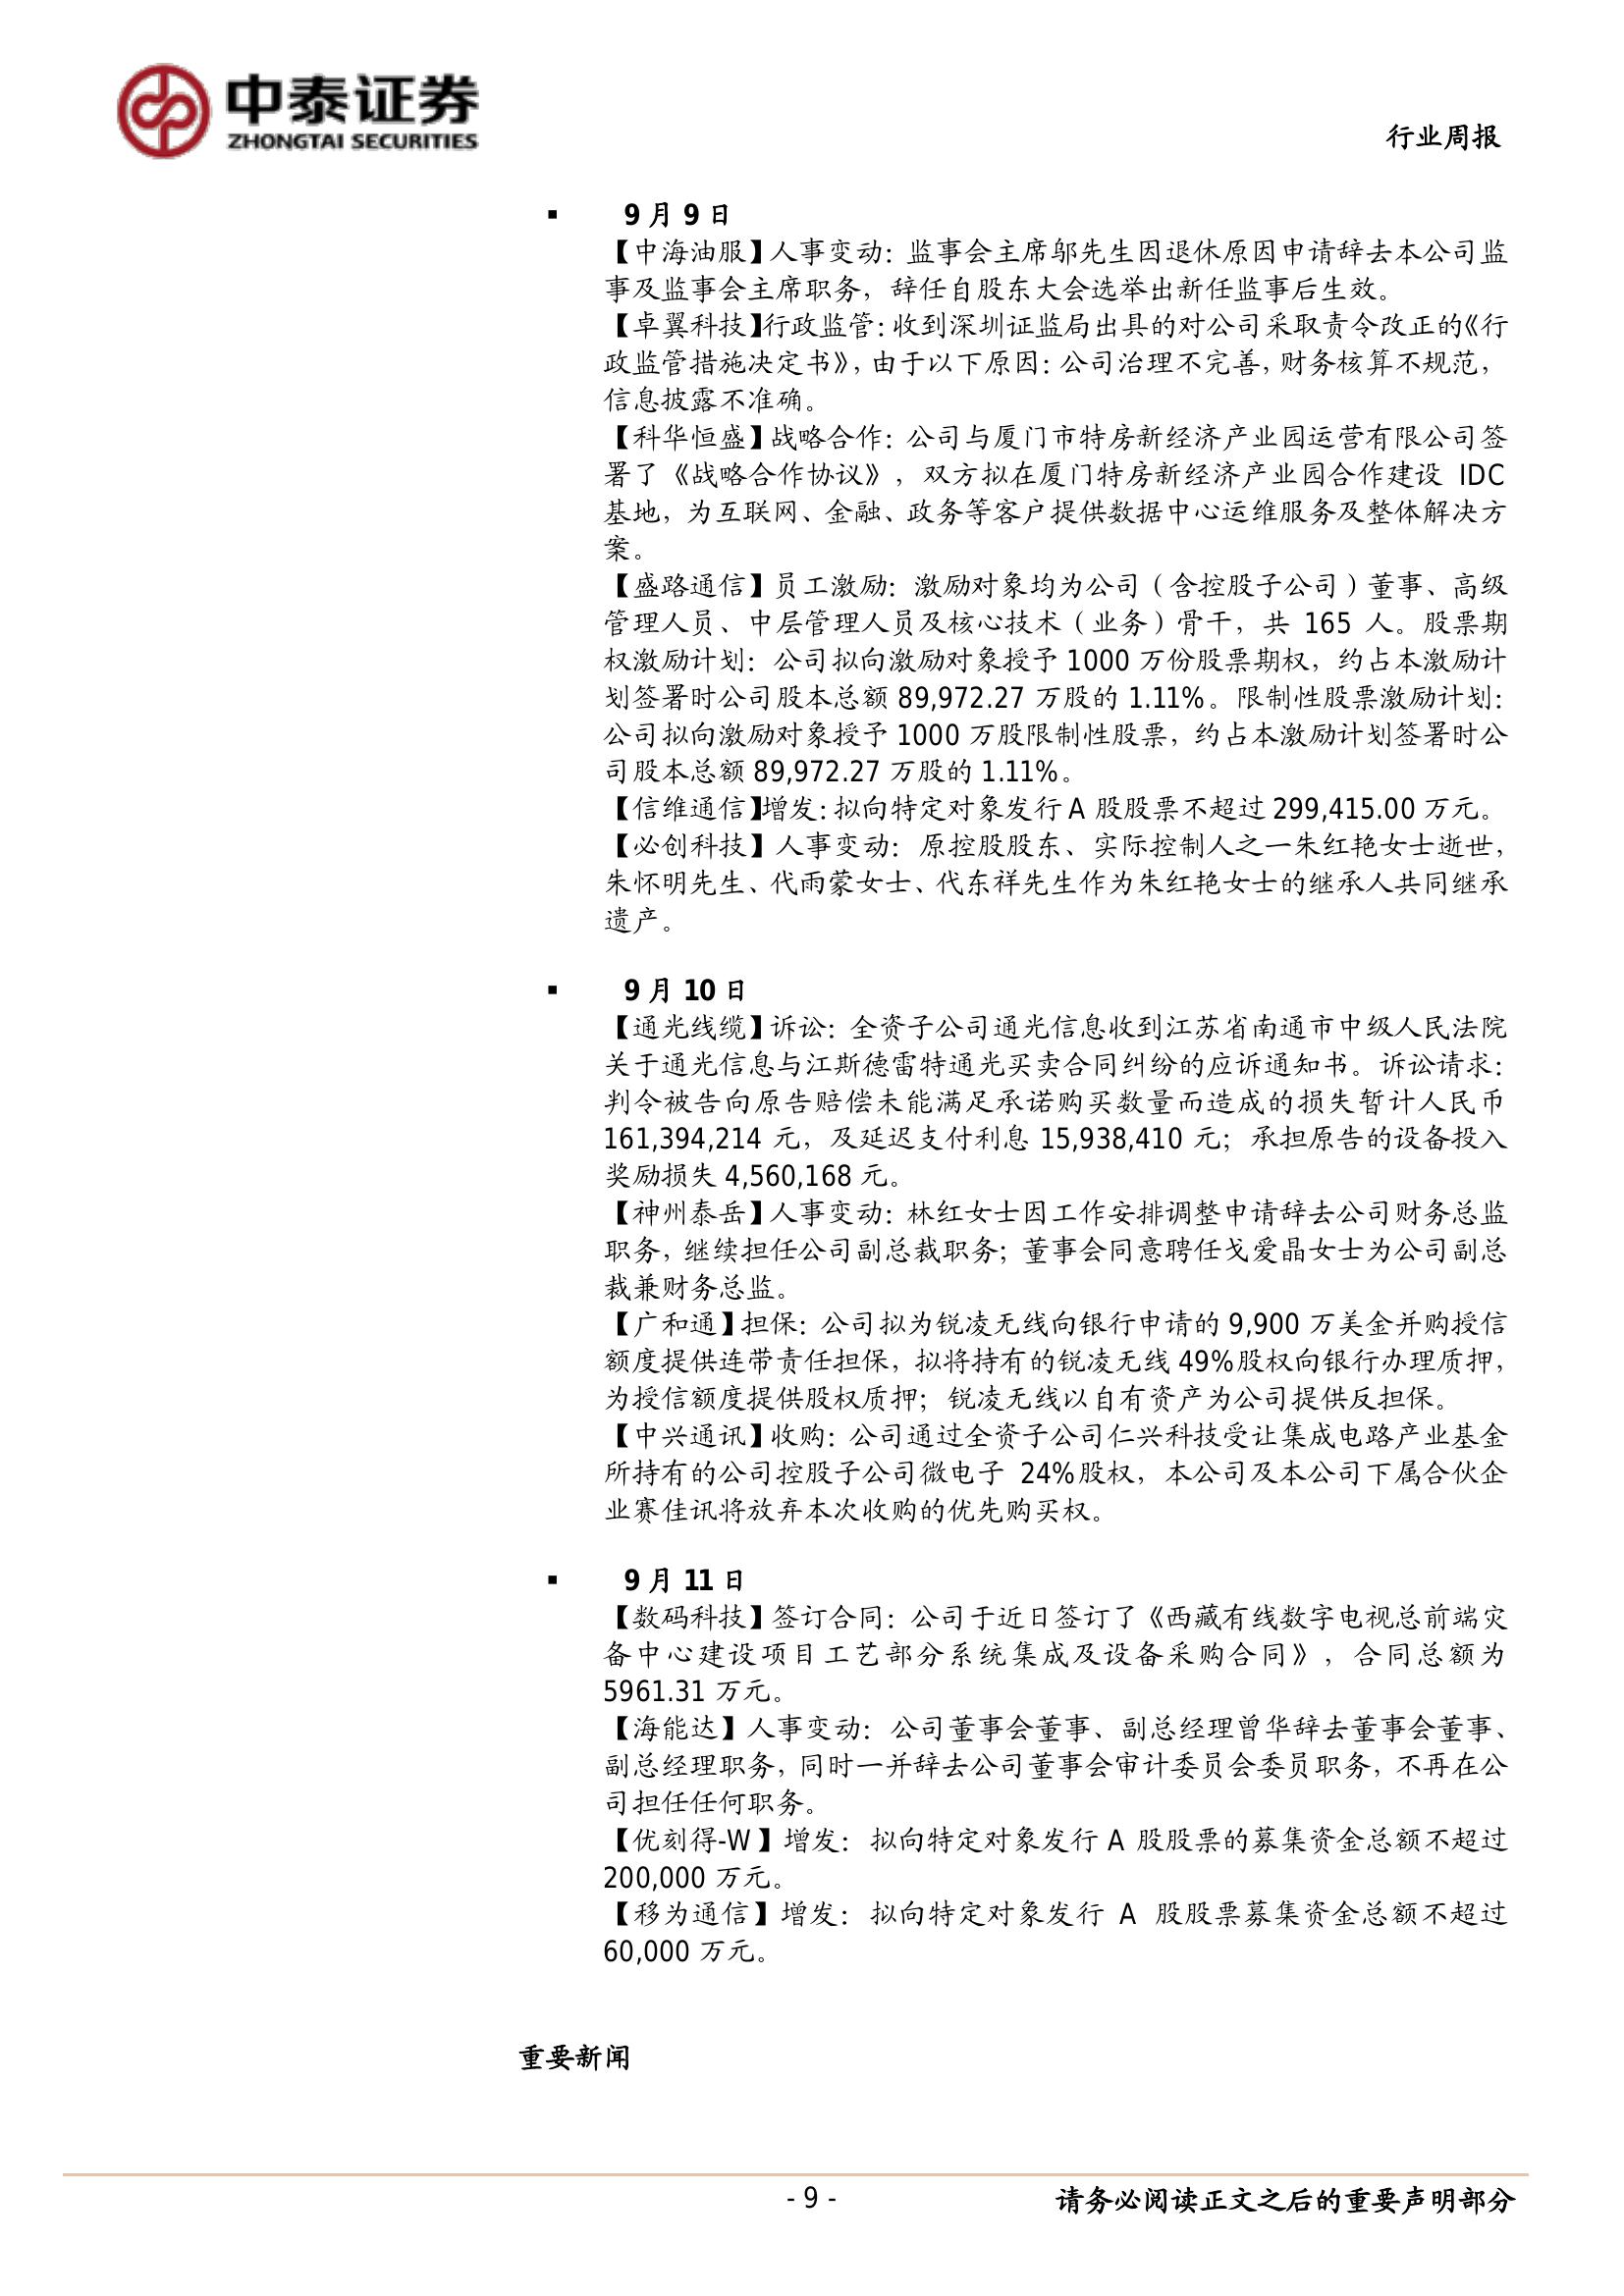 中泰证券
ZHONGTAI SECURITIES
行业周报
▪ 9 月 9 日
【中海油服】人事变动：监事会主席邬先生因退休原因申请辞去本公司监
事及监事会主席职务，辞任自股东大会选举出新任监事后生效。
【卓翼科技】行政监管：收到深圳证监局出具的对公司采取责令改正的《行
政监管措施决定书》，由于以下原因：公司治理不完善，财务核算不规范，
信息披露不准确。
【科华恒盛】战略合作：公司与厦门市特房新经济产业园运营有限公司签
署了《战略合作协议》，双方拟在厦门特房新经济产业园合作建设 IDC
基地，为互联网、金融、政务等客户提供数据中心运维服务及整体解决方
案。
【盛路通信】员工激励：激励对象均为公司（含控股子公司）董事、高级
管理人员、中层管理人员及核心技术（业务）骨干，共 165 人。股票期
权激励计划：公司拟向激励对象授予 1000 万份股票期权，约占本激励计
划签署时公司股本总额 89,972.27 万股的 1.11%。限制性股票激励计划：
公司拟向激励对象授予 1000 万股限制性股票，约占本激励计划签署时公
司股本总额 89,972.27 万股的 1.11%。
【信维通信】增发：拟向特定对象发行 A 股股票不超过 299,415.00 万元。
【必创科技】人事变动：原控股股东、实际控制人之一朱红艳女士逝世，
朱怀明先生、代雨蒙女士、代东祥先生作为朱红艳女士的继承人共同继承
遗产。
▪ 9 月 10 日
【通光线缆】诉讼：全资子公司通光信息收到江苏省南通市中级人民法院
关于通光信息与江斯德雷特通光买卖合同纠纷的应诉通知书。诉讼请求：
判令被告向原告赔偿未能满足承诺购买数量而造成的损失暂计人民币
161,394,214 元，及延迟支付利息 15,938,410 元；承担原告的设备投入
奖励损失 4,560,168 元。
【神州泰岳】人事变动：林红女士因工作安排调整申请辞去公司财务总监
职务，继续担任公司副总裁职务；董事会同意聘任戈爱晶女士为公司副总
裁兼财务总监。
【广和通】担保：公司拟为锐凌无线向银行申请的 9,900 万美金并购授信
额度提供连带责任担保，拟将持有的锐凌无线 49%股权向银行办理质押，
为授信额度提供股权质押；锐凌无线以自有资产为公司提供反担保。
【中兴通讯】收购：公司通过全资子公司仁兴科技受让集成电路产业基金
所持有的公司控股子公司微电子 24%股权，本公司及本公司下属合伙企
业赛佳讯将放弃本次收购的优先购买权。
▪ 9 月 11 日
【数码科技】签订合同：公司于近日签订了《西藏有线数字电视总前端灾
备中心建设项目工艺部分系统集成及设备采购合同》，合同总额为
5961.31 万元。
【海能达】人事变动：公司董事会董事、副总经理曾华辞去董事会董事、
副总经理职务，同时一并辞去公司董事会审计委员会委员职务，不再在公
司担任任何职务。
【优刻得-W】增发：拟向特定对象发行 A 股股票的募集资金总额不超过
200,000 万元。
【移为通信】增发：拟向特定对象发行 A 股股票募集资金总额不超过
60,000 万元。
重要新闻
- 9 -
请务必阅读正文之后的重要声明部分